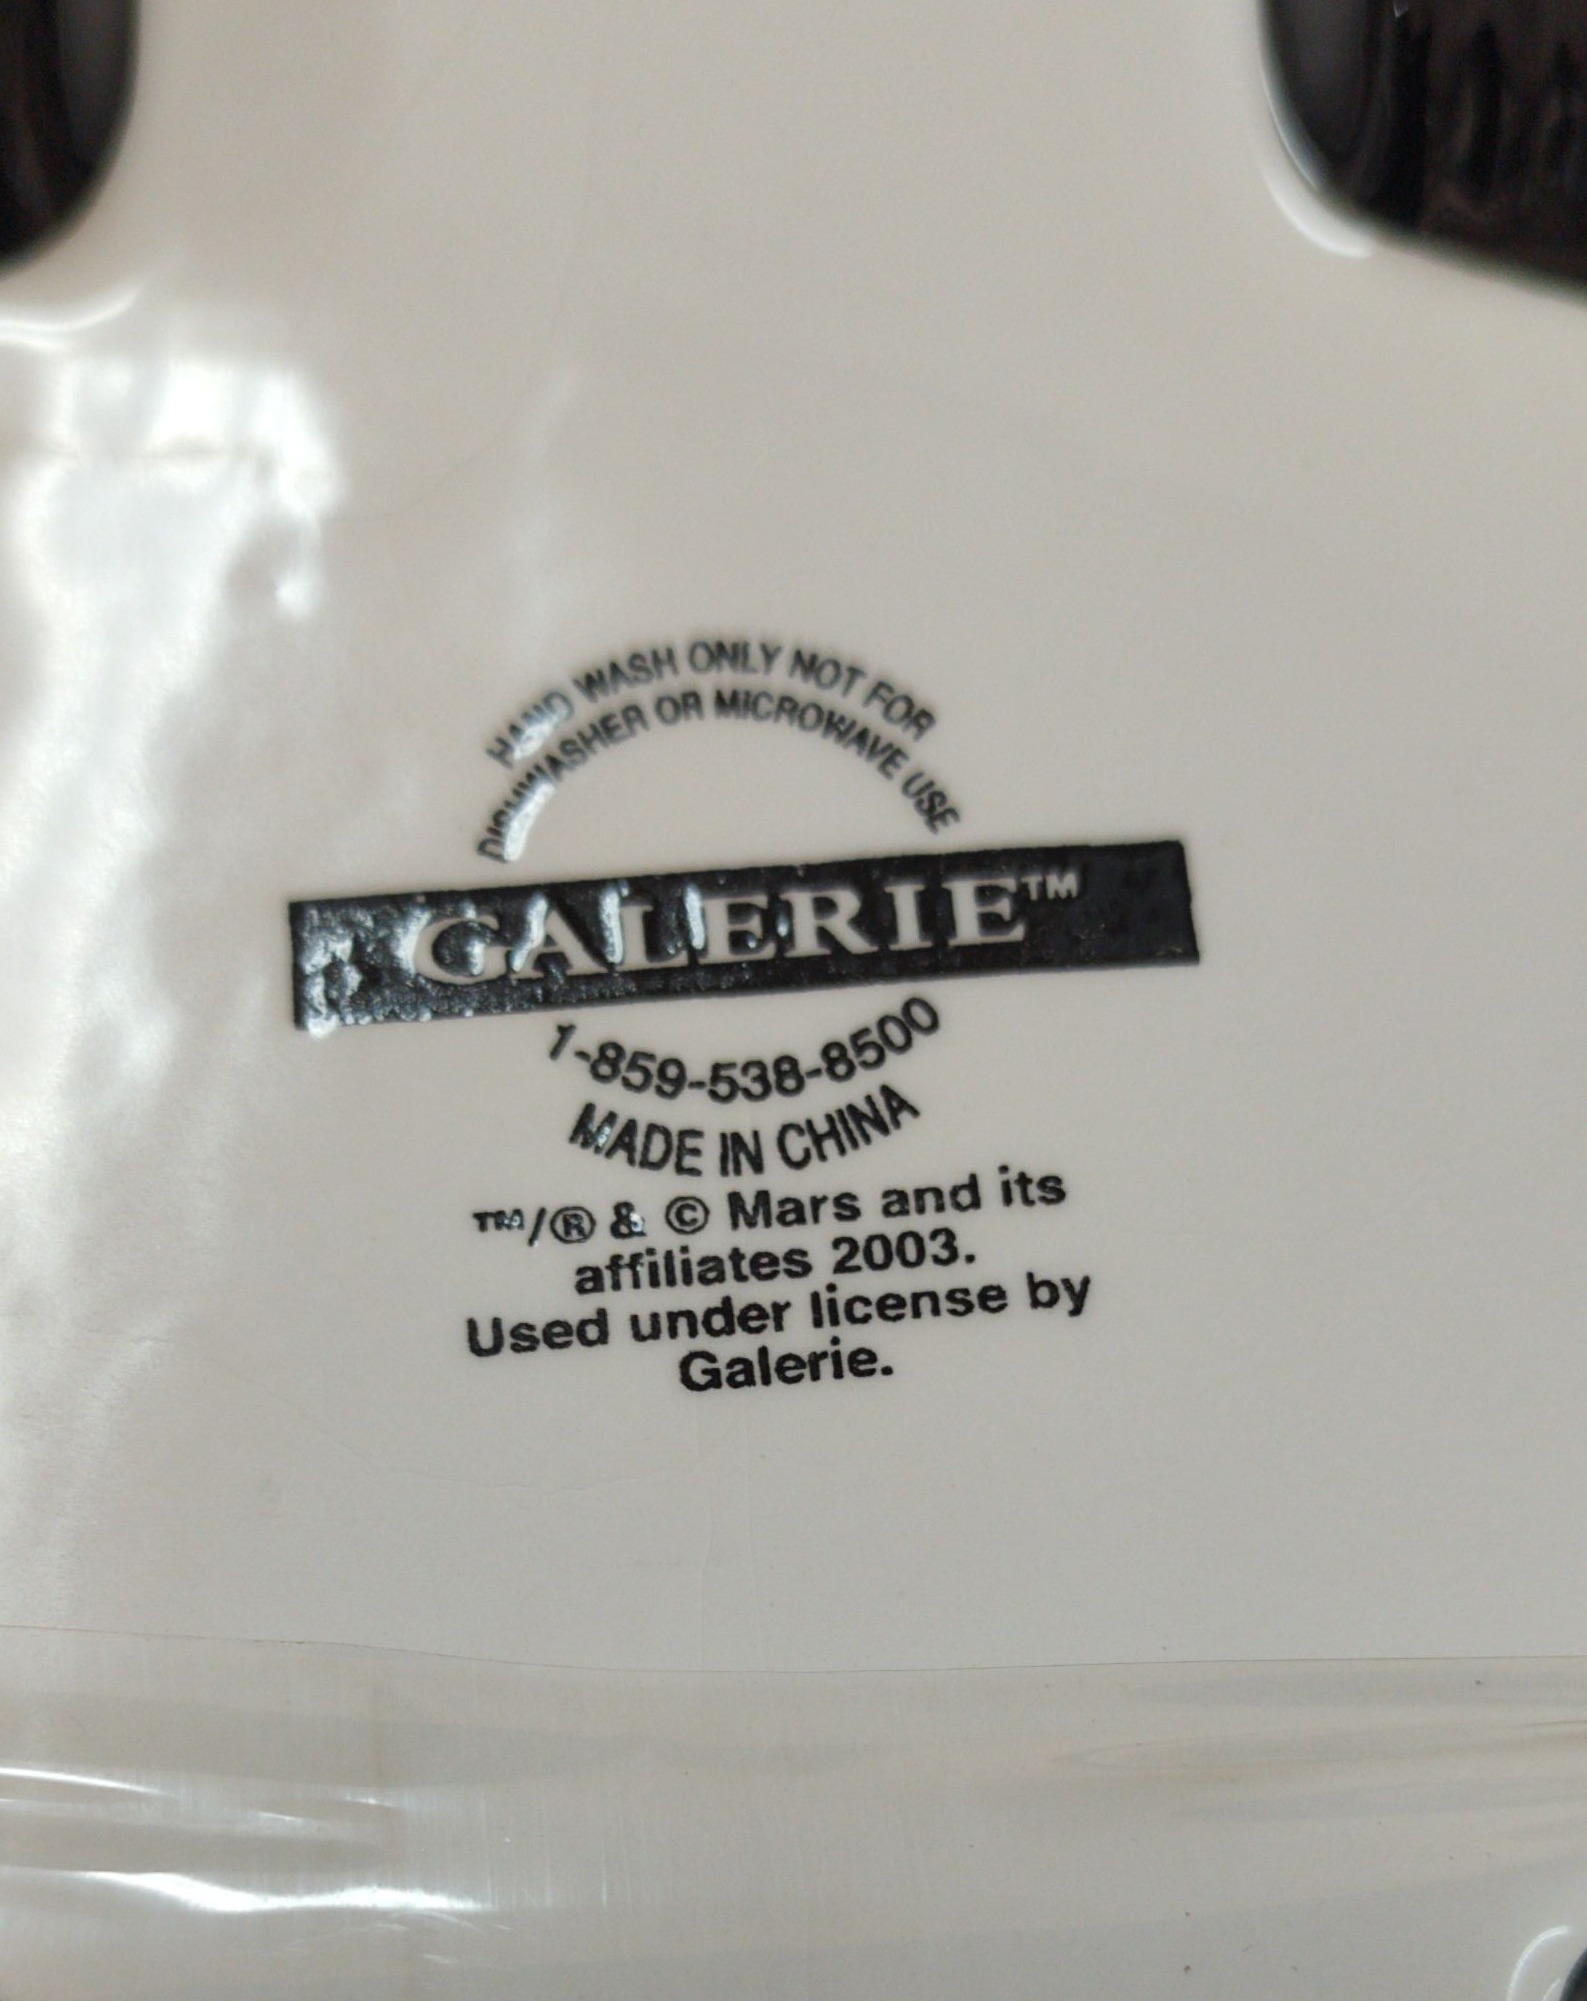 HAND WASH ONLY NOT FOR
DISHWASHER OR MICROWAVE USE
GALERIE™
1-859-538-8500
MADE IN CHINA
™/® & © Mars and its
affiliates 2003.
Used under license by
Galerie.